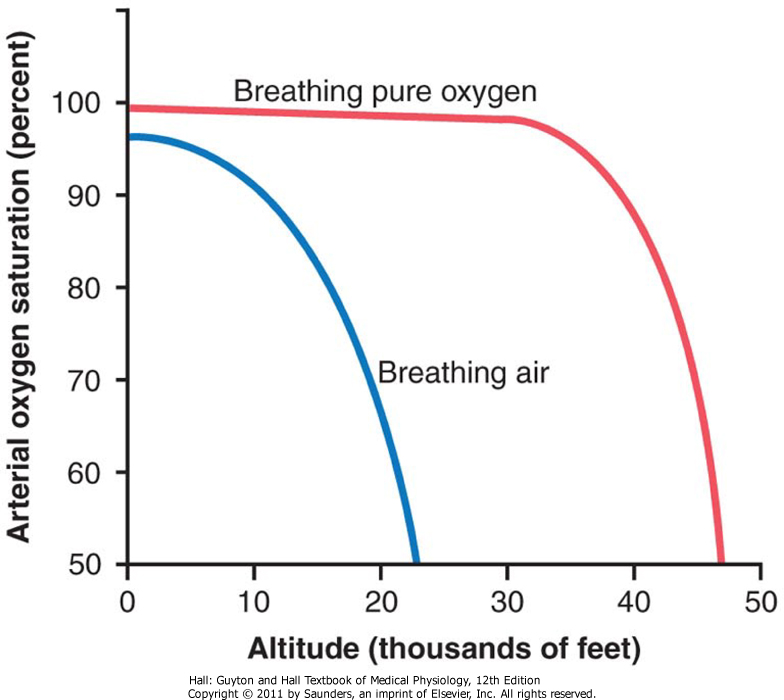 Arterial oxygen saturation (percent)
100
90
80
70
60
50
Breathing pure oxygen
Breathing air
0 10 20 30 40 50
Altitude (thousands of feet)
Hall: Guyton and Hall Textbook of Medical Physiology, 12th Edition
Copyright © 2011 by Saunders, an imprint of Elsevier, Inc. All rights reserved.